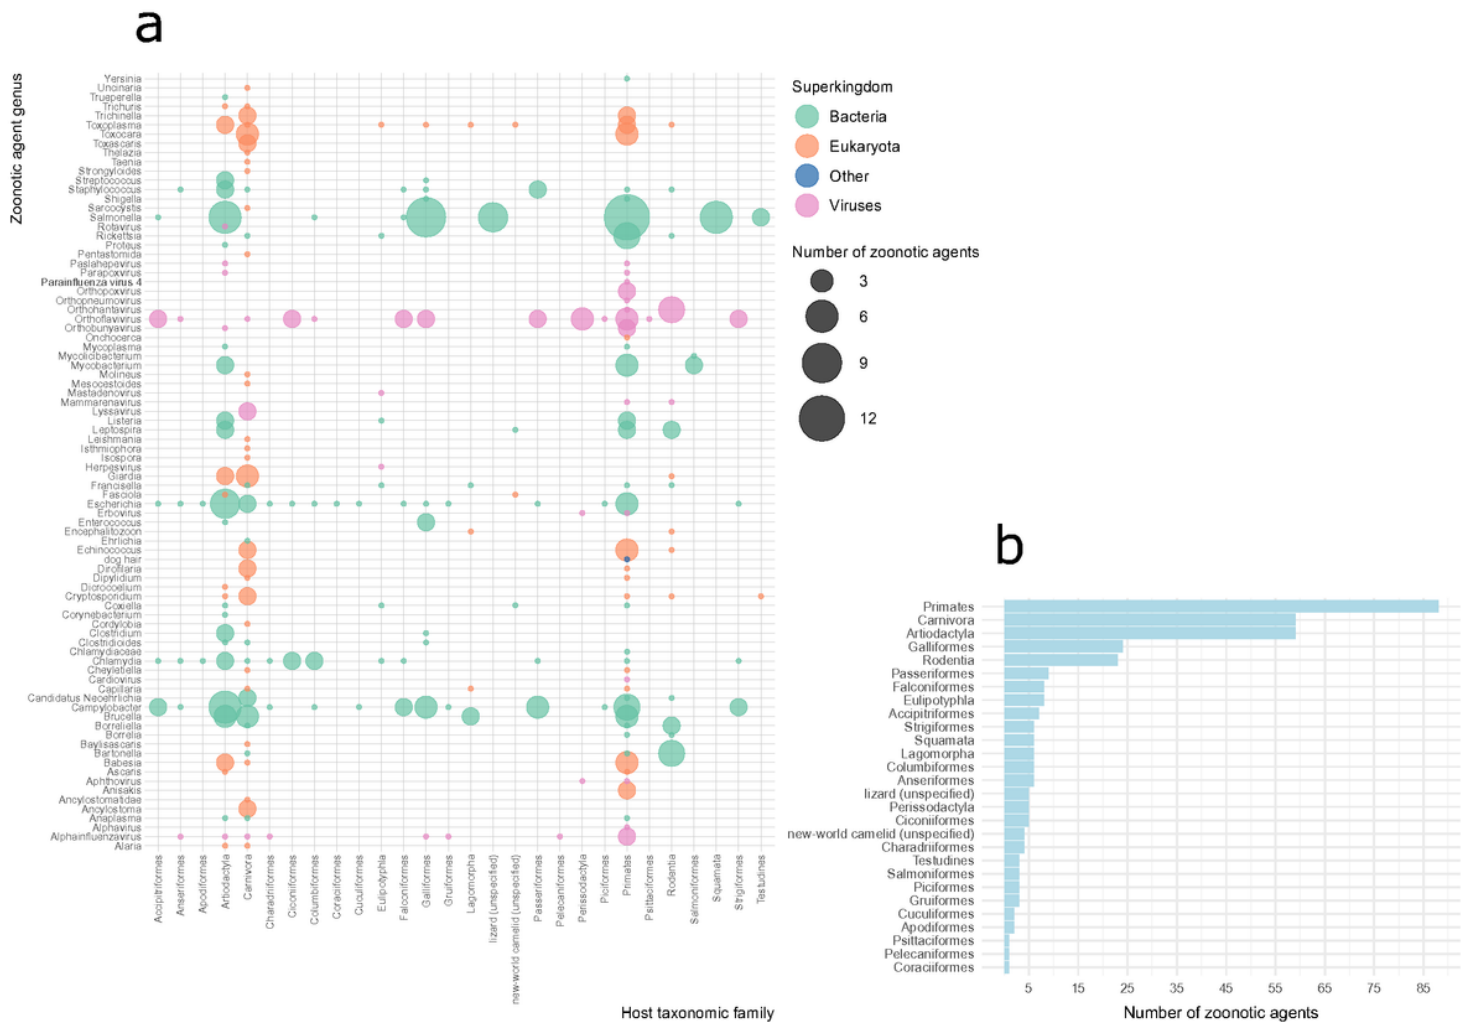 a
Zoonotic agent genus
Yersinia
Uncinaria
Trueperella
Trichuris
Trichinella
Toxoplasma
Toxocara
Toxascaris
Thelazia
Taenia
Strongyloides
Streptococcus
Staphylococcus
Shigella
Sarcocystis
Salmonella
Rotavirus
Rickettsia
Proteus
Pentastomida
Paslahepevirus
Parapoxvirus
Parainfluenza virus 4
Orthopoxvirus
Orthopneumovirus
Orthohantavirus
Orthoflavivirus
Orthobunyavirus
Onchocerca
Mycoplasma
Mycolicibacterium
Mycobacterium
Molineus
Mesocestoides
Mastadenovirus
Mammarenavirus
Lyssavirus
Listeria
Leptospira
Leishmania
Isthmiophora
Isospora
Herpesvirus
Giardia
Francisella
Fasciola
Escherichia
Erbovirus
Enterococcus
Encephalitozoon
Ehrlichia
Echinococcus
dog hair
Dirofilaria
Dipylidium
Dicrocoelium
Cryptosporidium
Coxiella
Corynebacterium
Cordylobia
Clostridium
Clostridioides
Chlamydiaceae
Chlamydia
Cheyletiella
Cardiovirus
Capillaria
Candidatus Neoehrlichia
Campylobacter
Brucella
Borreliella
Borrelia
Baylisascaris
Bartonella
Babesia
Ascaris
Aphthovirus
Anisakis
Ancylostomatidae
Ancylostoma
Anaplasma
Alphavirus
Alphainfluenzavirus
Alaria
Accipitriformes
Anseriformes
Apodiformes
Artiodactyla
Carnivora
Charadriiformes
Ciconiiformes
Columbiformes
Coraciiformes
Cuculiformes
Eulipotyphla
Falconiformes
Galliformes
Gruiformes
Lagomorpha
lizard (unspecified)
new-world camelid (unspecified)
Passeriformes
Pelecaniformes
Perissodactyla
Piciformes
Primates
Psittaciformes
Rodentia
Salmoniformes
Squamata
Strigiformes
Testudines
Host taxonomic family
Superkingdom
Bacteria
Eukaryota
Other
Viruses
Number of zoonotic agents
3
6
9
12
b
Primates
Carnivora
Artiodactyla
Galliformes
Rodentia
Passeriformes
Falconiformes
Eulipotyphla
Accipitriformes
Strigiformes
Squamata
Lagomorpha
Columbiformes
Anseriformes
lizard (unspecified)
Perissodactyla
Ciconiiformes
new-world camelid (unspecified)
Charadriiformes
Testudines
Salmoniformes
Piciformes
Gruiformes
Cuculiformes
Apodiformes
Psittaciformes
Pelecaniformes
Coraciiformes
5 15 25 35 45 55 65 75 85
Number of zoonotic agents